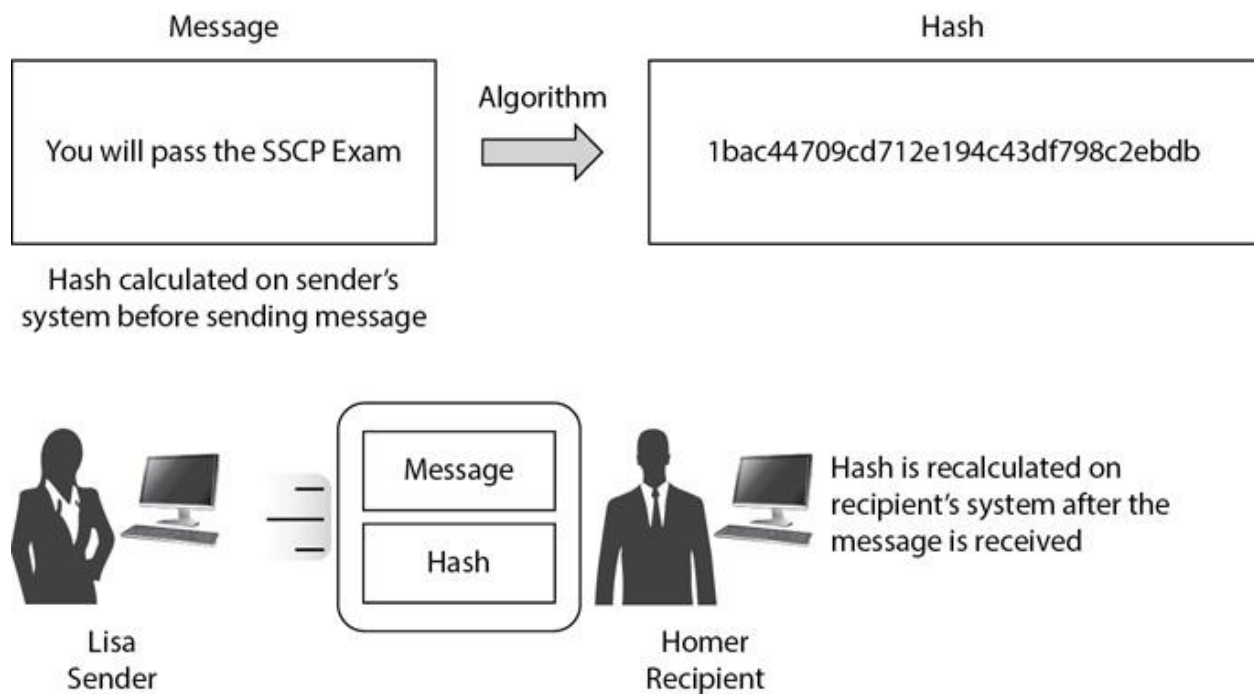 Message
Hash
You will pass the SSCP Exam
Algorithm
1bac44709cd712e194c43df798c2ebdb
Hash calculated on sender's
system before sending message
Message
Hash
Hash is recalculated on
recipient's system after the
message is received
Lisa
Sender
Homer
Recipient